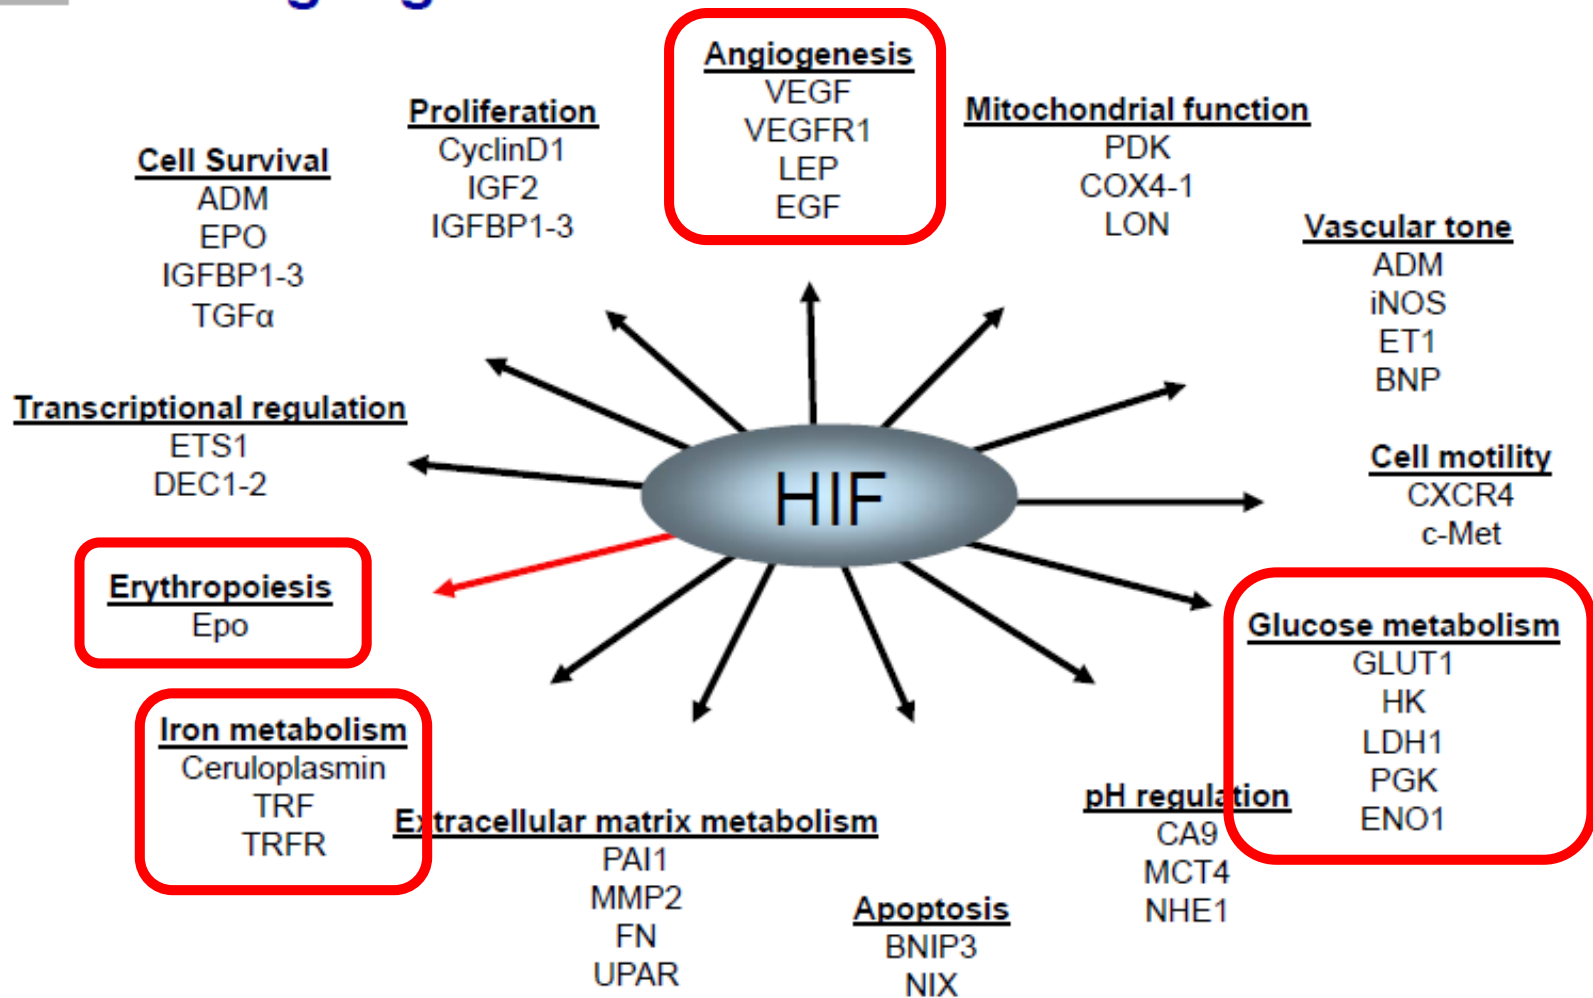 Angiogenesis
VEGF
VEGFR1
LEP
EGF
Proliferation
CyclinD1
IGF2
IGFBP1-3
Mitochondrial function
PDK
COX4-1
LON
Cell Survival
ADM
EPO
IGFBP1-3
TGFα
Vascular tone
ADM
iNOS
ET1
BNP
Transcriptional regulation
ETS1
DEC1-2
HIF
Cell motility
CXCR4
c-Met
Erythropoiesis
Epo
Glucose metabolism
GLUT1
HK
LDH1
PGK
ENO1
Iron metabolism
Ceruloplasmin
TRF
TRFR
Extracellular matrix metabolism
PAI1
MMP2
FN
UPAR
pH regulation
CA9
MCT4
NHE1
Apoptosis
BNIP3
NIX